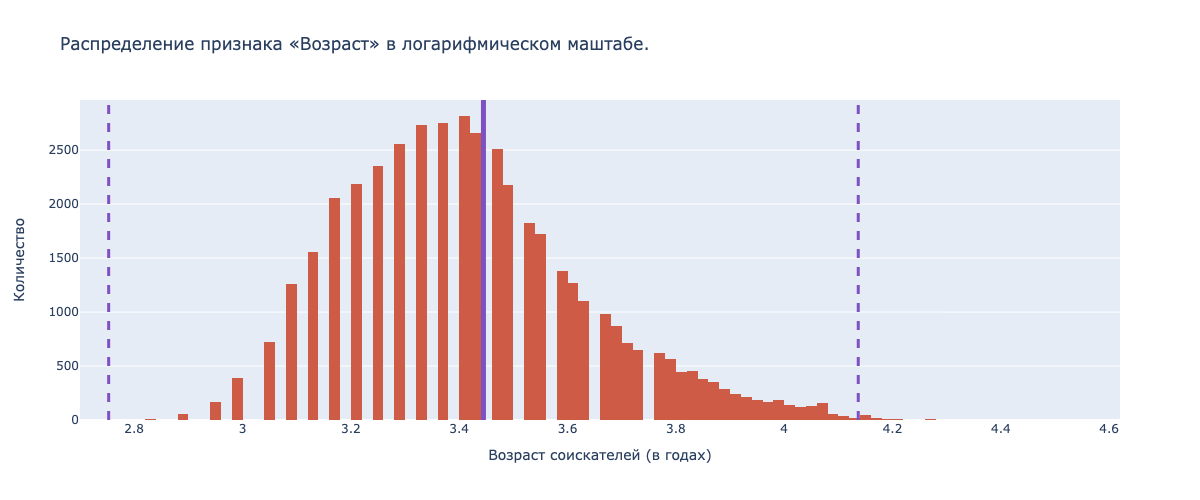 Распределение признака «Возраст» в логарифмическом маштабе.
Количество
2500
2000
1500
1000
500
0
2.8 3 3.2 3.4 3.6 3.8 4 4.2 4.4 4.6
Возраст соискателей (в годах)